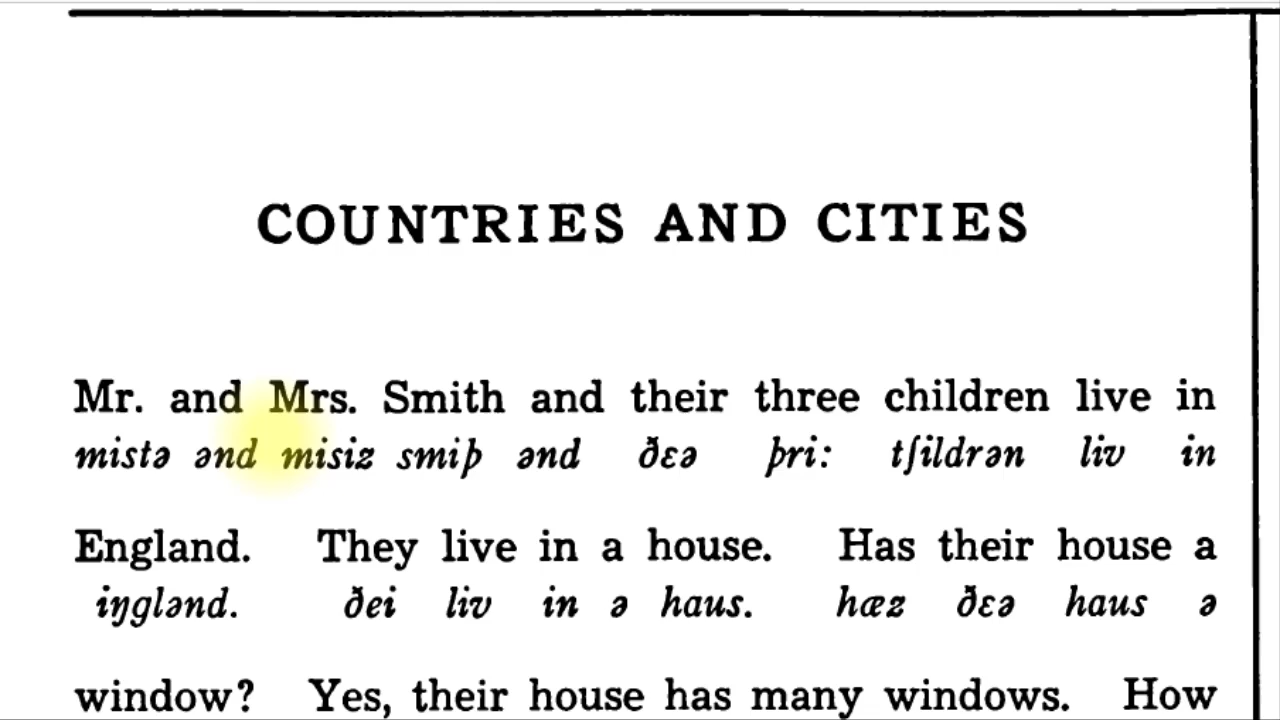 COUNTRIES AND CITIES
Mr. and Mrs. Smith and their three children live in
mistə ənd misiz smiþ ənd ðɛə þri: tʃildrən liv in
England. They live in a house. Has their house a
iŋglənd. ðei liv in ə haus. hæz ðɛə haus ə
window? Yes, their house has many windows. How